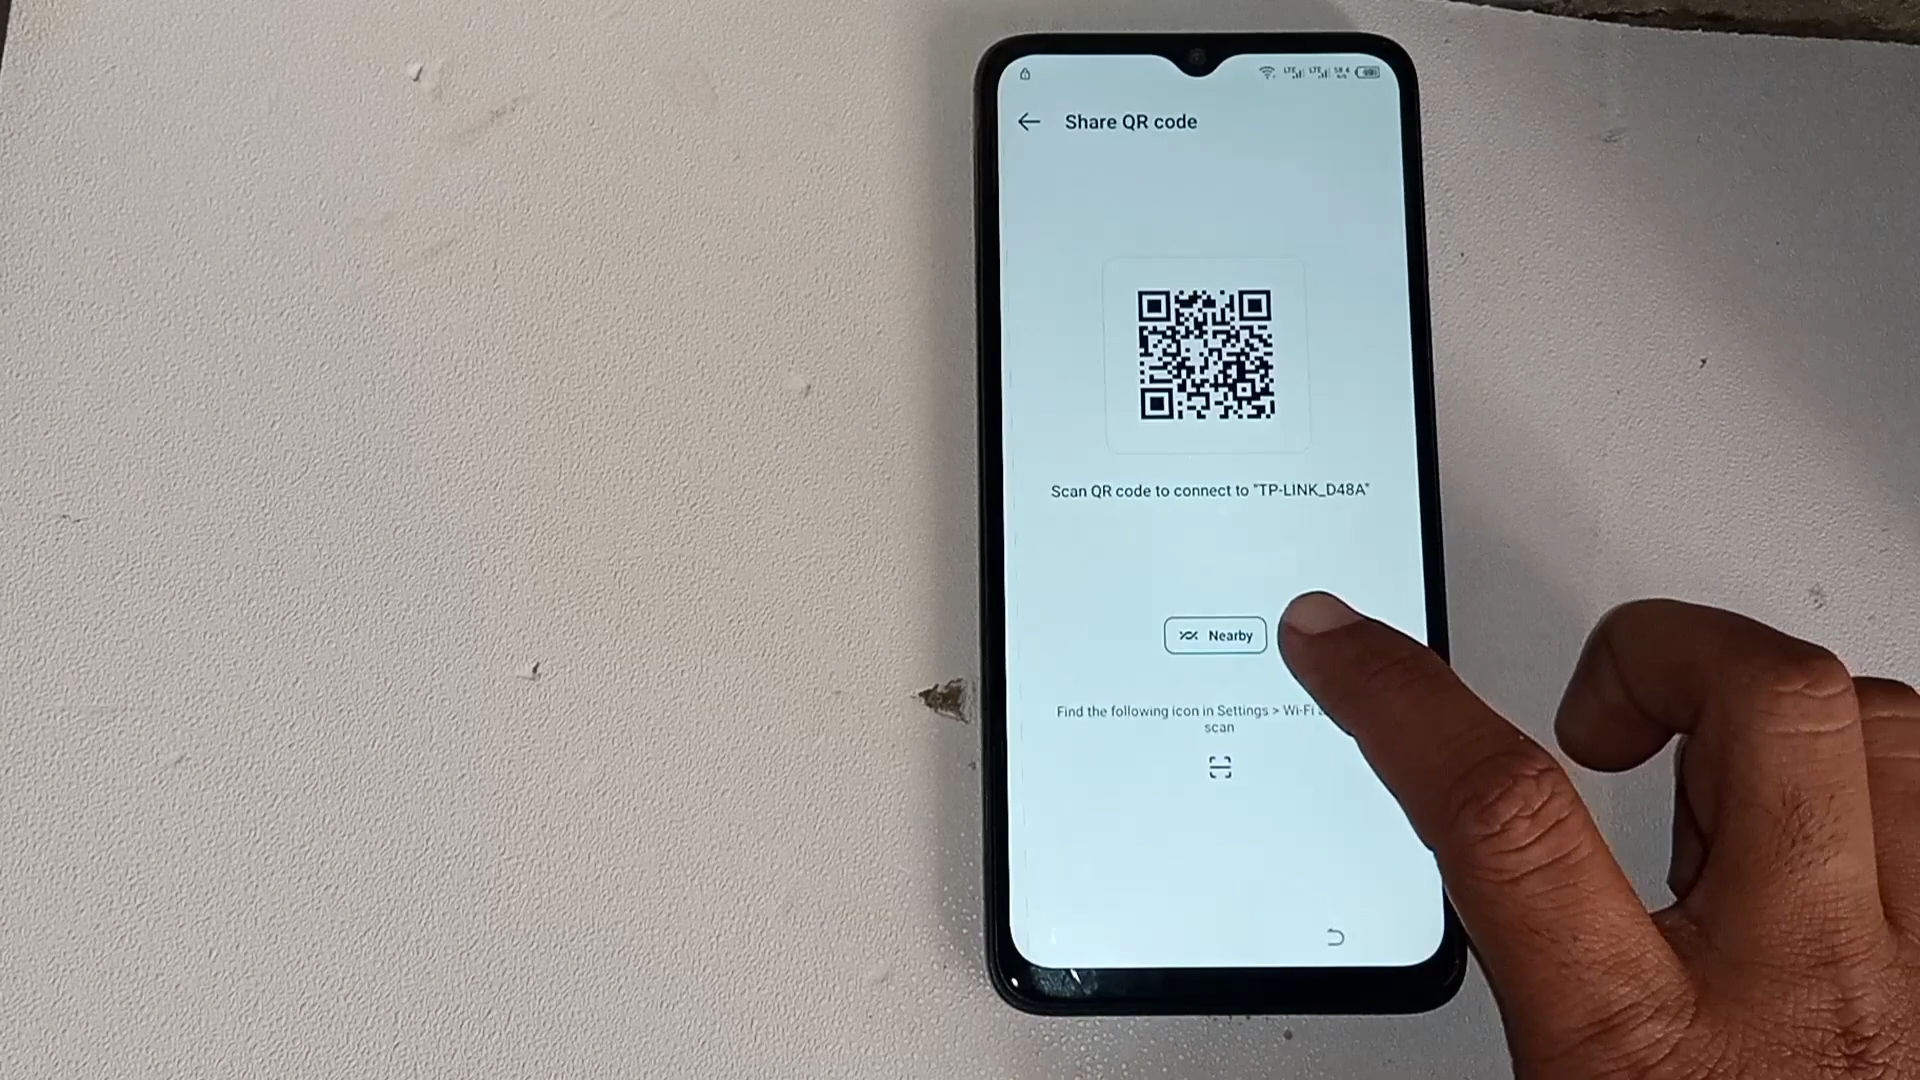 Share QR code
Scan QR code to connect to "TP-LINK_D48A"
Nearby
Find the following icon in Settings > Wi-Fi
scan